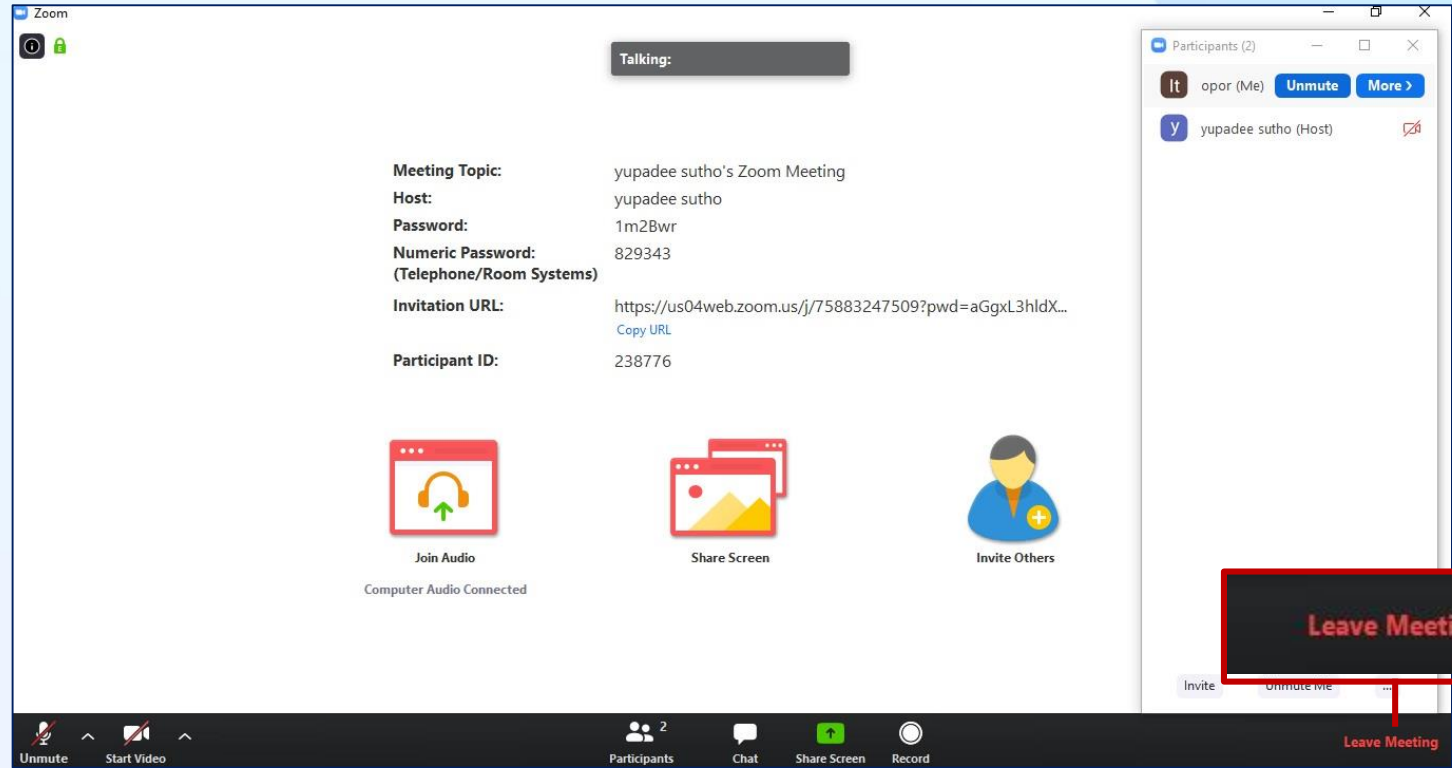 Zoom
Talking:
Participants (2)
It opor (Me) Unmute More >
y yupadee sutho (Host)
Meeting Topic: yupadee sutho's Zoom Meeting
Host: yupadee sutho
Password: 1m2Bwr
Numeric Password: 829343
(Telephone/Room Systems)
Invitation URL: https://us04web.zoom.us/j/75883247509?pwd=aGgxL3hldX...
Copy URL
Participant ID: 238776
Join Audio
Share Screen
Invite Others
Computer Audio Connected
Leave Meeti
Invite Unmute Me ...
2
Unmute Start Video Participants Chat Share Screen Record Leave Meeting